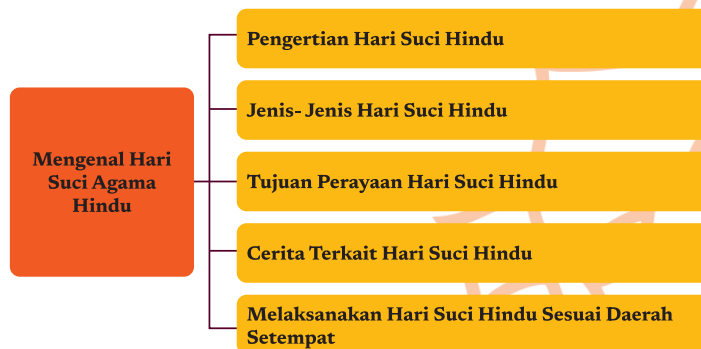 Mengenal Hari
Suci Agama
Hindu
Pengertian Hari Suci Hindu
Jenis- Jenis Hari Suci Hindu
Tujuan Perayaan Hari Suci Hindu
Cerita Terkait Hari Suci Hindu
Melaksanakan Hari Suci Hindu Sesuai Daerah
Setempat